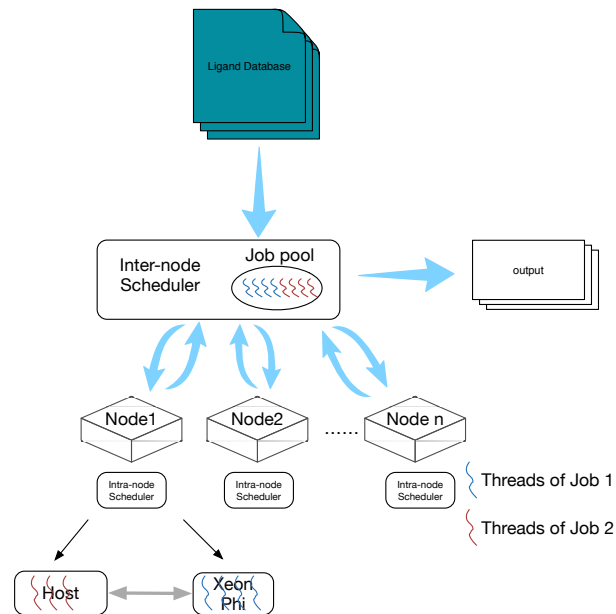 Ligand Database
Inter-node
Scheduler
Job pool
output
Node1
Node2
......
Node n
Intra-node
Scheduler
Intra-node
Scheduler
Intra-node
Scheduler
Threads of Job 1
Threads of Job 2
Host
Xeon
Phi